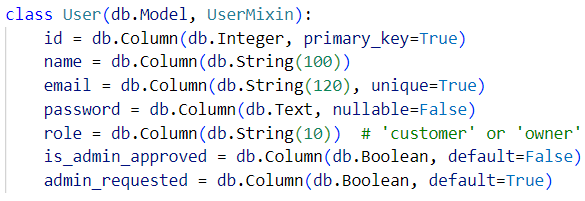 class User(db.Model, UserMixin):
    id = db.Column(db.Integer, primary_key=True)
    name = db.Column(db.String(100))
    email = db.Column(db.String(120), unique=True)
    password = db.Column(db.Text, nullable=False)
    role = db.Column(db.String(10))  # 'customer' or 'owner'
    is_admin_approved = db.Column(db.Boolean, default=False)
    admin_requested = db.Column(db.Boolean, default=True)